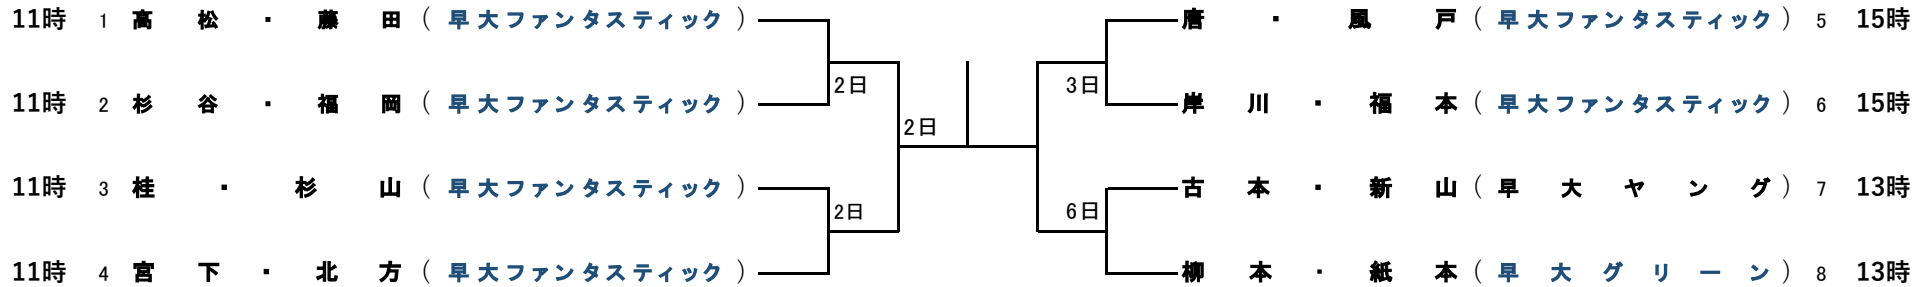 11時 1 高松・藤田(早大ファンタスティック) 唐・風戸(早大ファンタスティック) 5 15時
2日 3日
11時 2 杉谷・福岡(早大ファンタスティック) 岸川・福本(早大ファンタスティック) 6 15時
2日
11時 3 桂・杉山(早大ファンタスティック) 古本・新山(早大ヤング) 7 13時
2日 6日
11時 4 宮下・北方(早大ファンタスティック) 柳本・紙本(早大グリーン) 8 13時